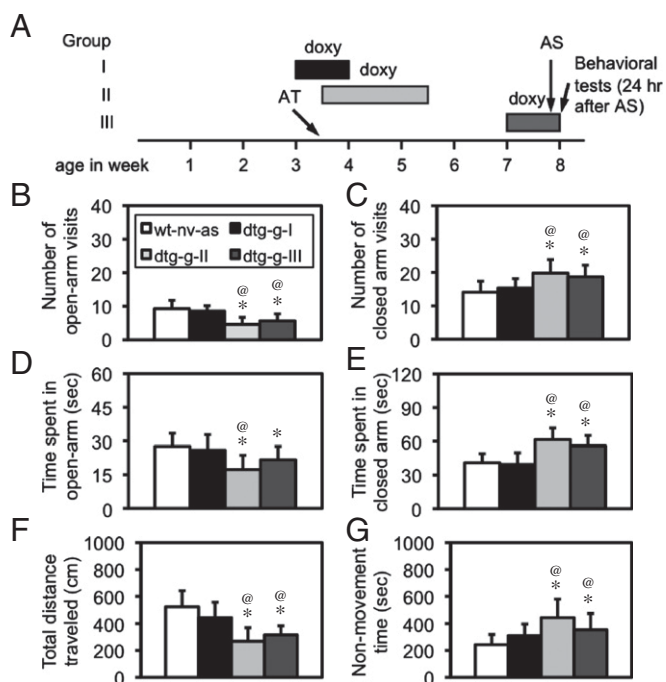 A
Group
I
II
III
doxy
doxy
AT
doxy
AS
Behavioral
tests (24 hr
after AS)
age in week
1 2 3 4 5 6 7 8
B
Number of
open-arm visits
40
30
20
10
0
wt-nv-as
dtg-g-I
dtg-g-II
dtg-g-III
@
*
@
*
C
Number of
closed arm visits
40
30
20
10
0
@
*
@
*
D
Time spent in
open-arm (sec)
60
45
30
15
0
@
*
*
E
Time spent in
closed arm (sec)
120
90
60
30
0
@
*
@
*
F
Total distance
traveled (cm)
1000
800
600
400
200
0
@
*
@
*
G
Non-movement
time (sec)
1000
800
600
400
200
0
@
*
@
*